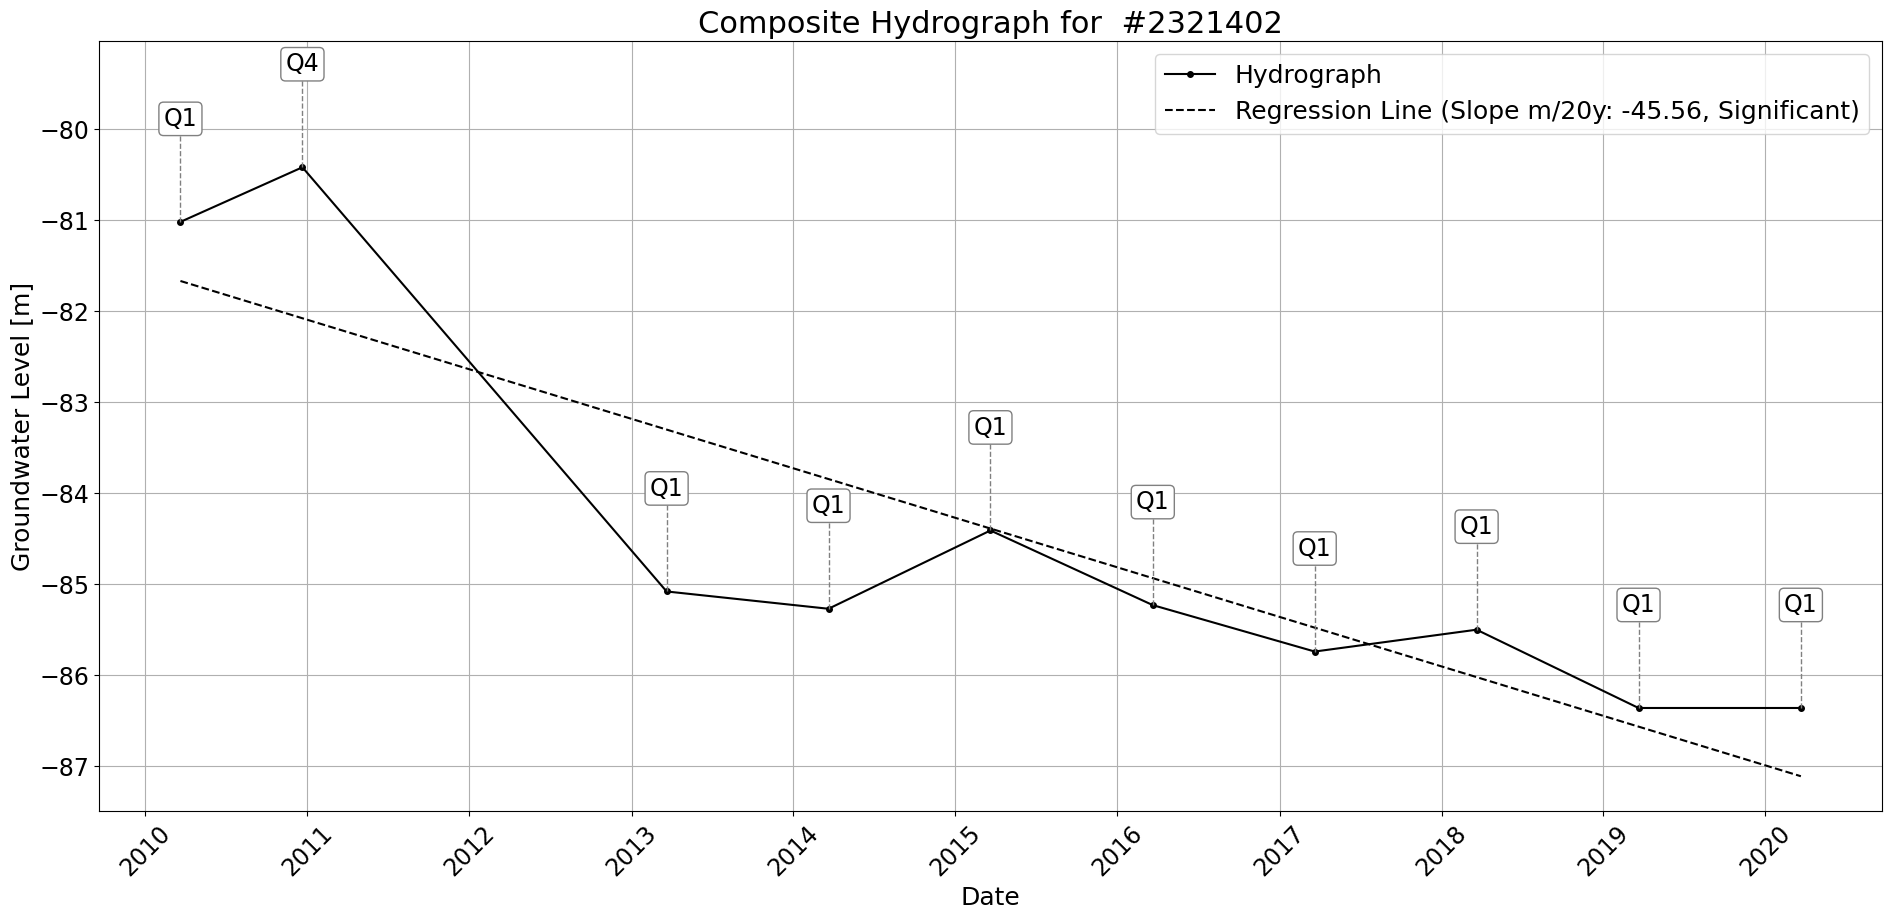 Composite Hydrograph for  #2321402
Hydrograph
Regression Line (Slope m/20y: -45.56, Significant)
Q1
Q4
Q1
Q1
Q1
Q1
Q1
Q1
Q1
Q1
Groundwater Level [m]
−80
−81
−82
−83
−84
−85
−86
−87
2010
2011
2012
2013
2014
2015
2016
2017
2018
2019
2020
Date